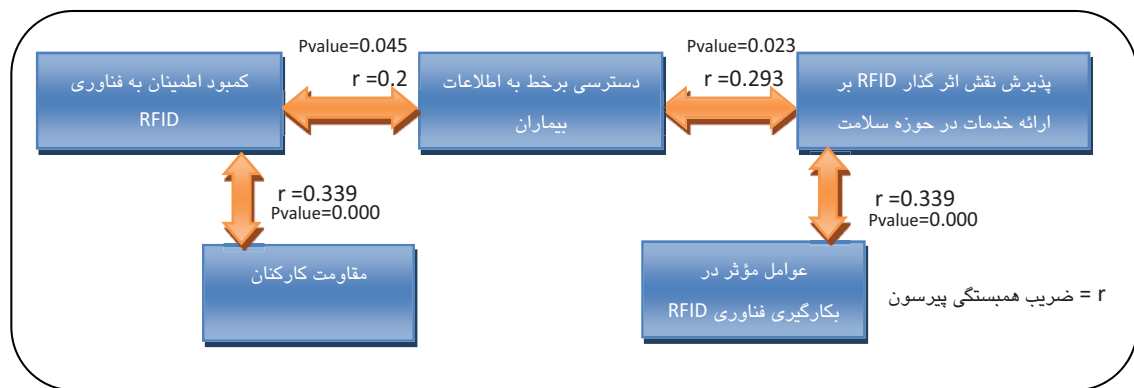 Pvalue=0.023
Pvalue=0.045
پذیرش نقش اثر گذار RFID بر
ارائه خدمات در حوزه سلامت
r =0.293
دسترسی برخط به اطلاعات
بیماران
r =0.2
کمبود اطمینان به فناوری
RFID
r =0.339
Pvalue=0.000
r =0.339
Pvalue=0.000
عوامل مؤثر در
بکارگیری فناوری RFID
مقاومت کارکنان
r = ضریب همبستگی پیرسون